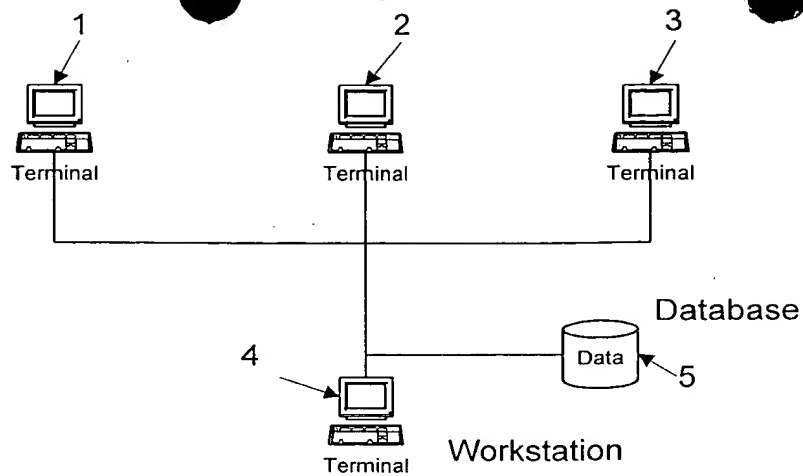 1
2
3
Terminal
Terminal
Terminal
Database
Data
4
5
Workstation
Terminal